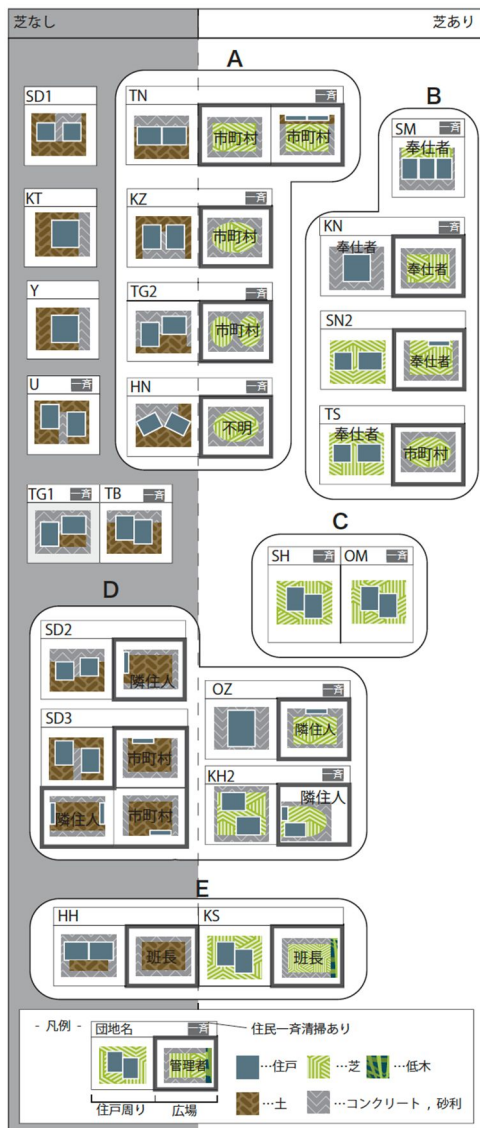 芝なし
芝あり
A
B
SD1
TN
一斉
市町村
市町村
SM
一斉
奉仕者
KT
KZ
一斉
市町村
KN
一斉
奉仕者
奉仕者
Y
TG2
一斉
市町村
SN2
一斉
奉仕者
U
一斉
HN
一斉
不明
TS
一斉
奉仕者
市町村
TG1
一斉
TB
一斉
C
SH
一斉
OM
一斉
D
SD2
隣住人
OZ
一斉
隣住人
SD3
市町村
隣住人
市町村
KH2
一斉
隣住人
E
HH
班長
KS
一斉
班長
- 凡例 -
団地名
一斉
住民一斉清掃あり
管理者
…住戸
…芝
…低木
…土
…コンクリート , 砂利
住戸周り
広場